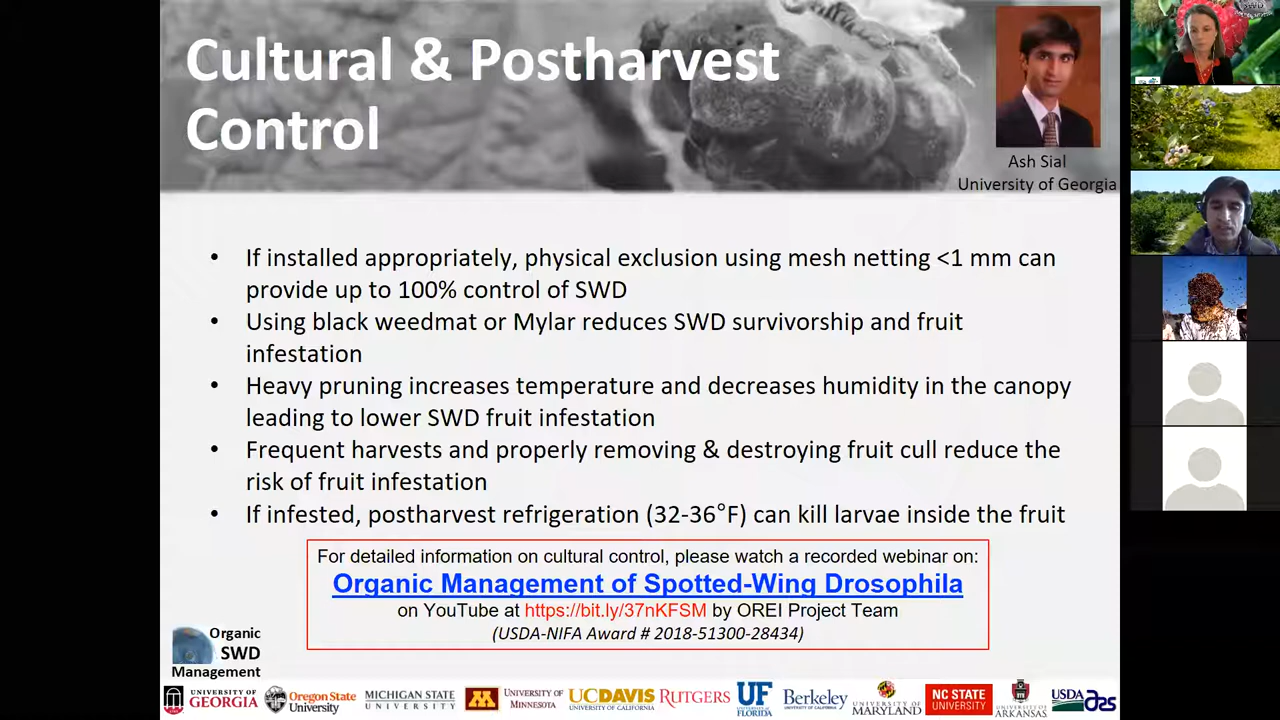 Cultural & Postharvest
Control
Ash Sial
University of Georgia
• If installed appropriately, physical exclusion using mesh netting <1 mm can
provide up to 100% control of SWD
• Using black weedmat or Mylar reduces SWD survivorship and fruit
infestation
• Heavy pruning increases temperature and decreases humidity in the canopy
leading to lower SWD fruit infestation
• Frequent harvests and properly removing & destroying fruit cull reduce the
risk of fruit infestation
• If infested, postharvest refrigeration (32-36°F) can kill larvae inside the fruit
For detailed information on cultural control, please watch a recorded webinar on:
Organic Management of Spotted-Wing Drosophila
on YouTube at https://bit.ly/37nKFSM by OREI Project Team
(USDA-NIFA Award # 2018-51300-28434)
Organic
SWD
Management
UNIVERSITY OF
GEORGIA
Oregon State
University
MICHIGAN STATE
UNIVERSITY
UNIVERSITY OF
MINNESOTA
UCDAVIS
UNIVERSITY OF CALIFORNIA
RUTGERS
UF
UNIVERSITY of
FLORIDA
Berkeley
UNIVERSITY OF CALIFORNIA
UNIVERSITY OF
MARYLAND
NC STATE
UNIVERSITY
UNIVERSITY OF
ARKANSAS
USDA